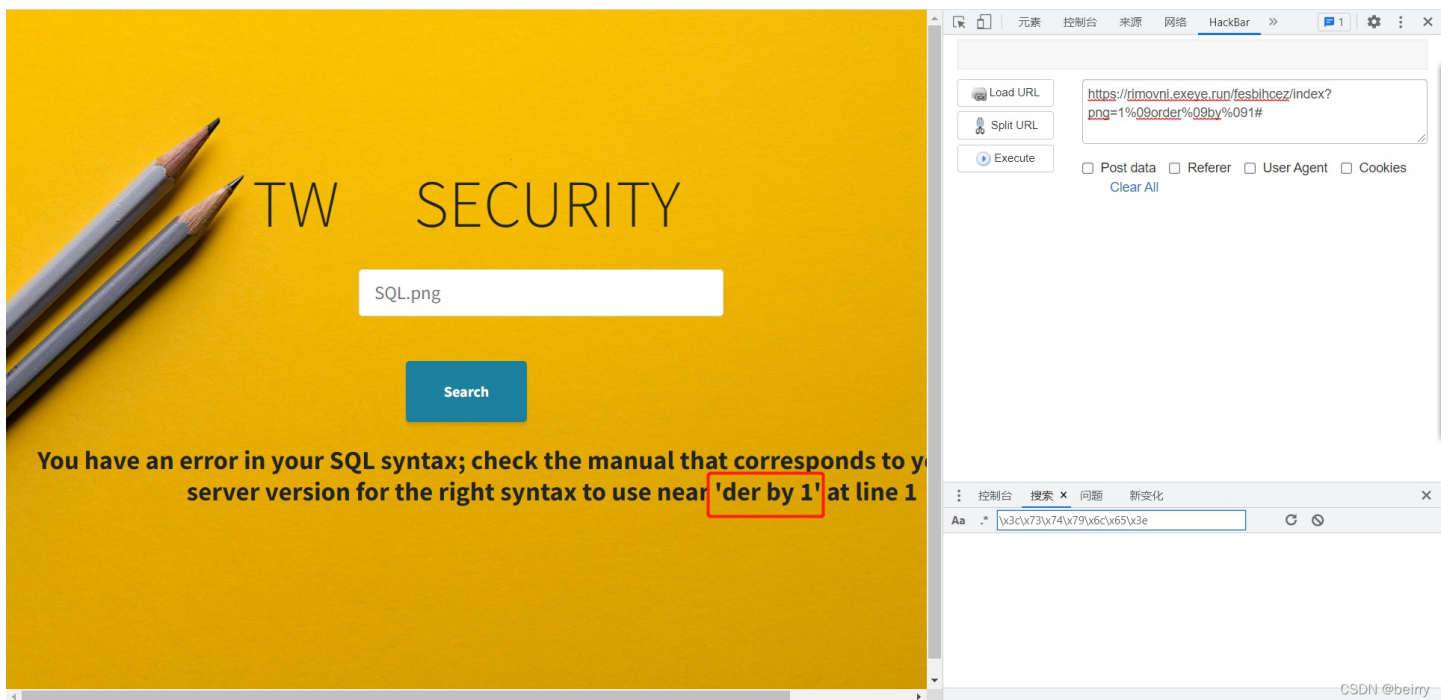 TW SECURITY
SQL.png
Search
You have an error in your SQL syntax; check the manual that corresponds to
server version for the right syntax to use near 'der by 1' at line 1
元素 控制台 来源 网络 HackBar » 1
Load URL
Split URL
Execute
https://rimovni.exeye.run/fesbihcez/index?
png=1%09order%09by%091#
Post data Referer User Agent Cookies
Clear All
控制台 搜索 × 问题 新变化
Aa .* \x3c\x73\x74\x79\x6c\x65\x3e
CSDN @beirry